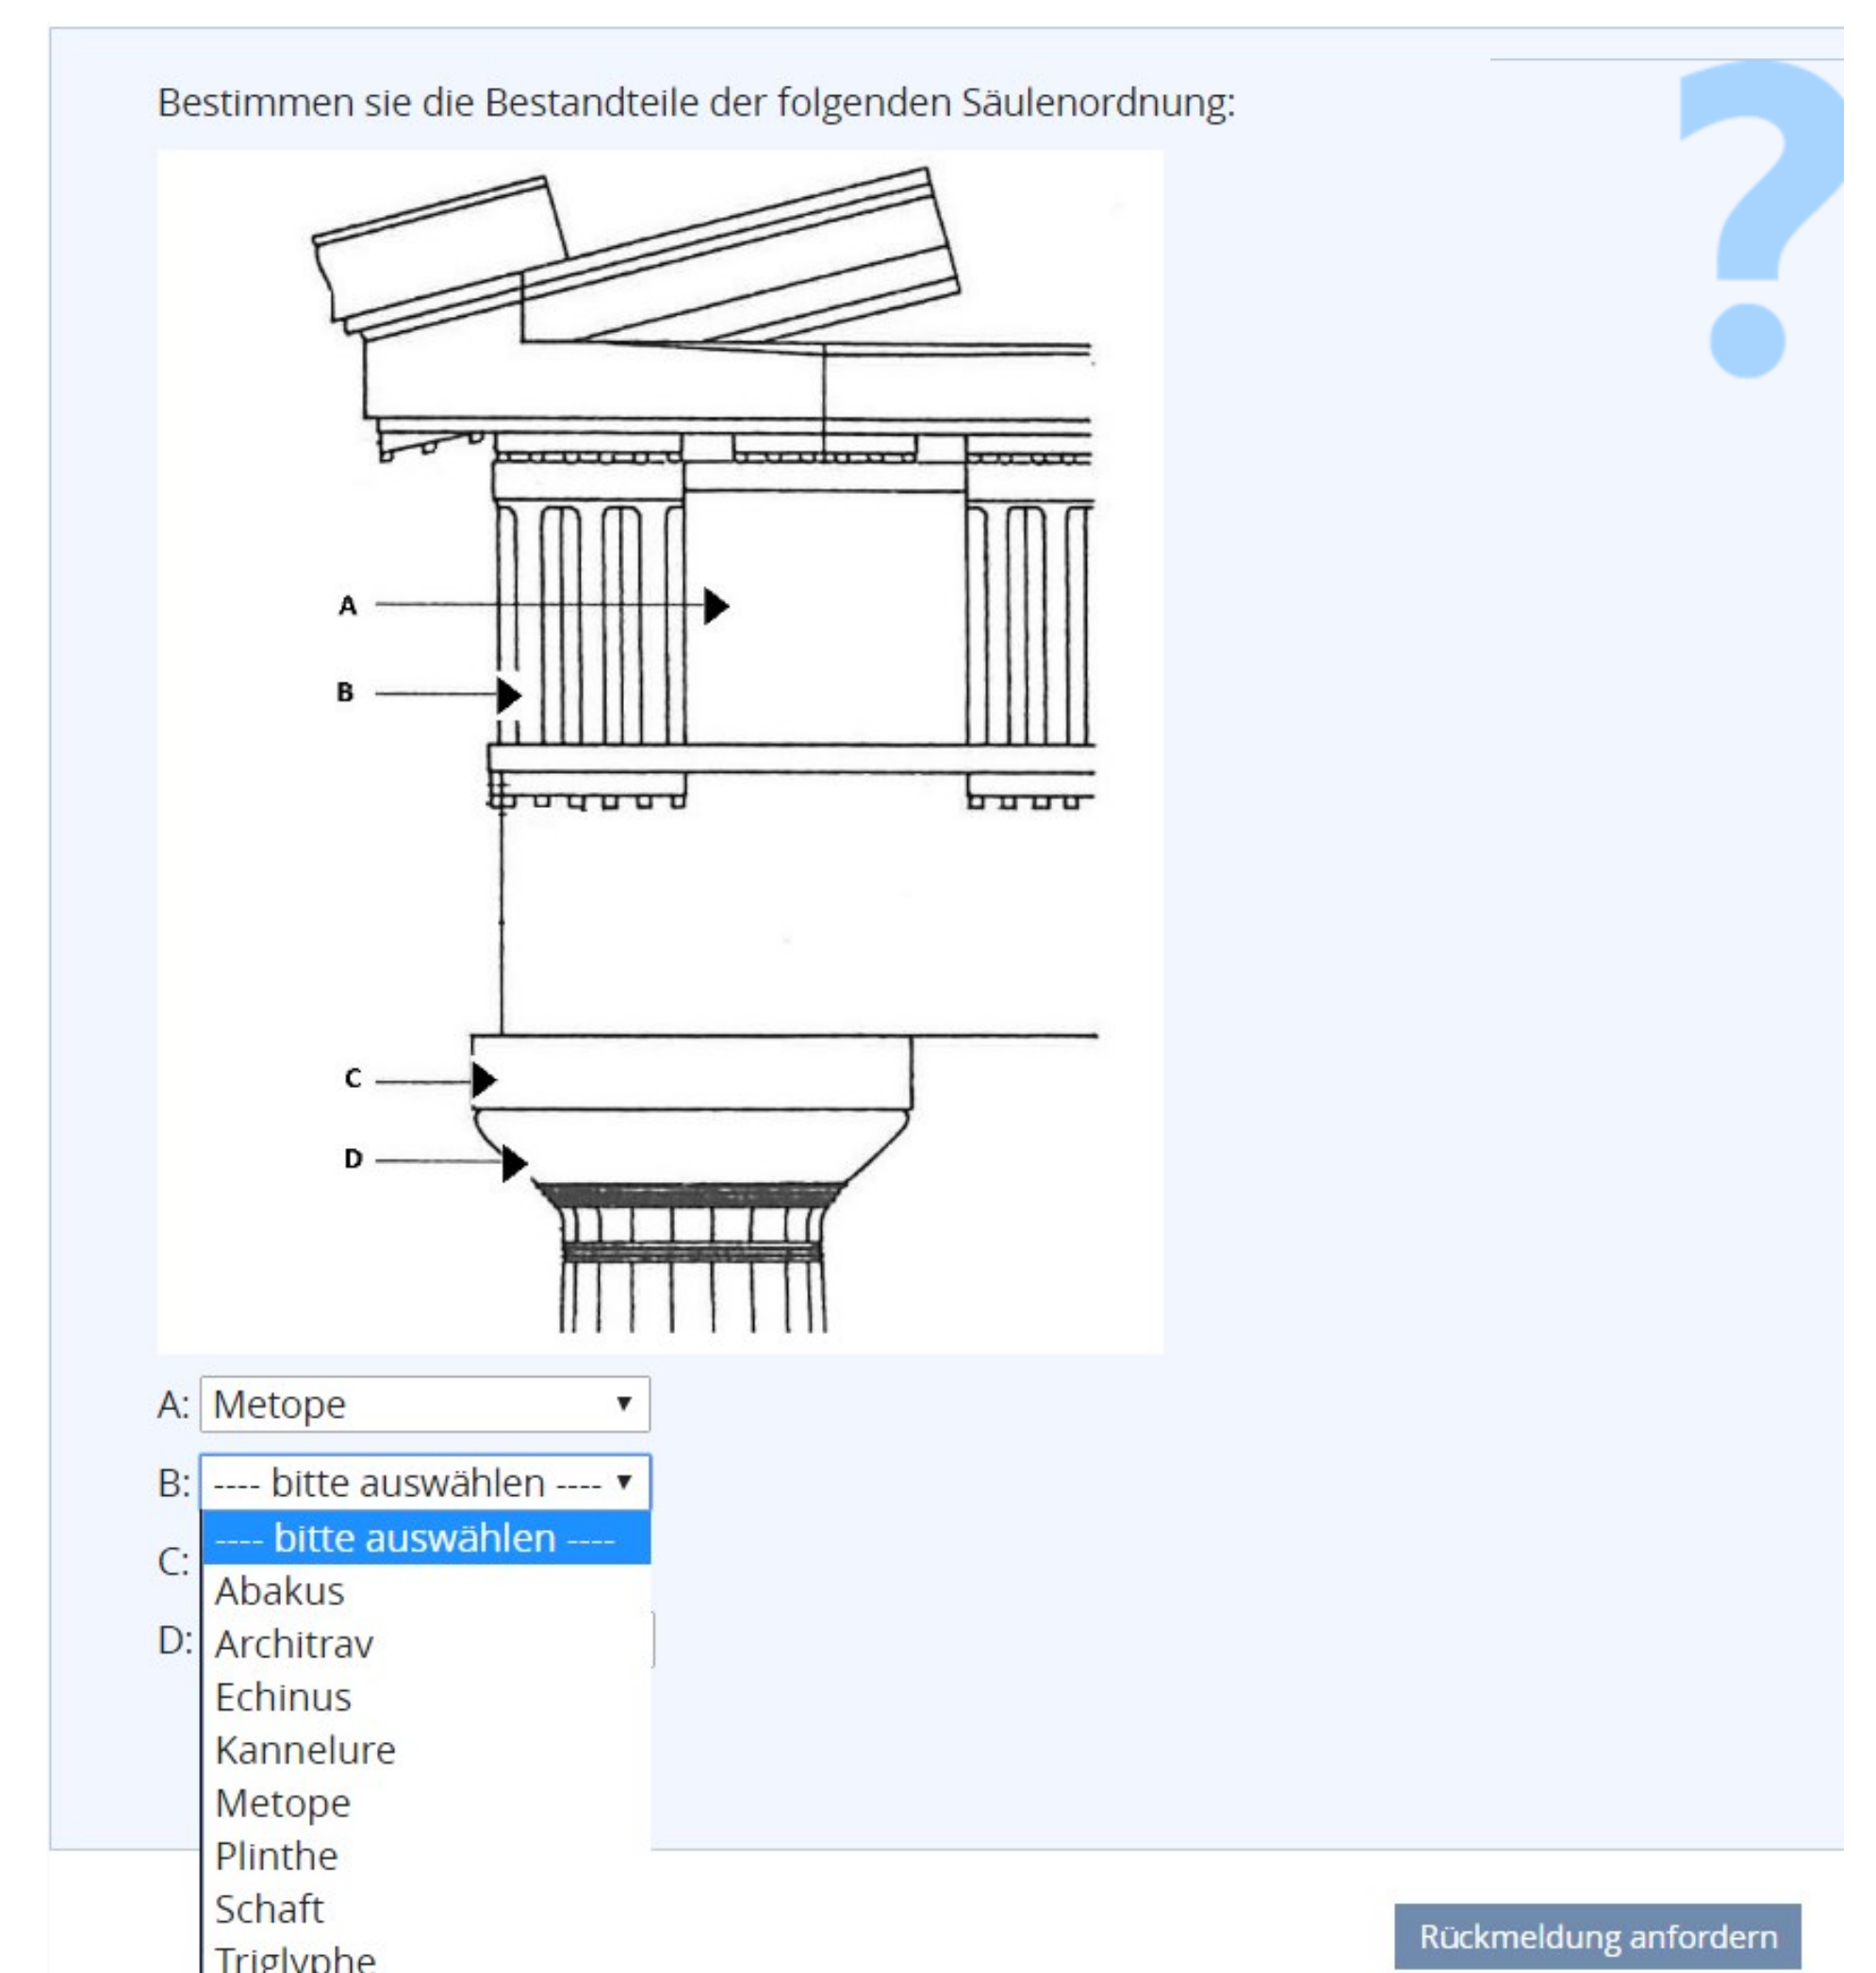 Bestimmen sie die Bestandteile der folgenden Säulenordnung:
?
A
B
C
D
A: Metope
B: ---- bitte auswählen ----
---- bitte auswählen ----
C:
Abakus
D: Architrav
Echinus
Kannelure
Metope
Plinthe
Schaft
Triglyphe
Rückmeldung anfordern